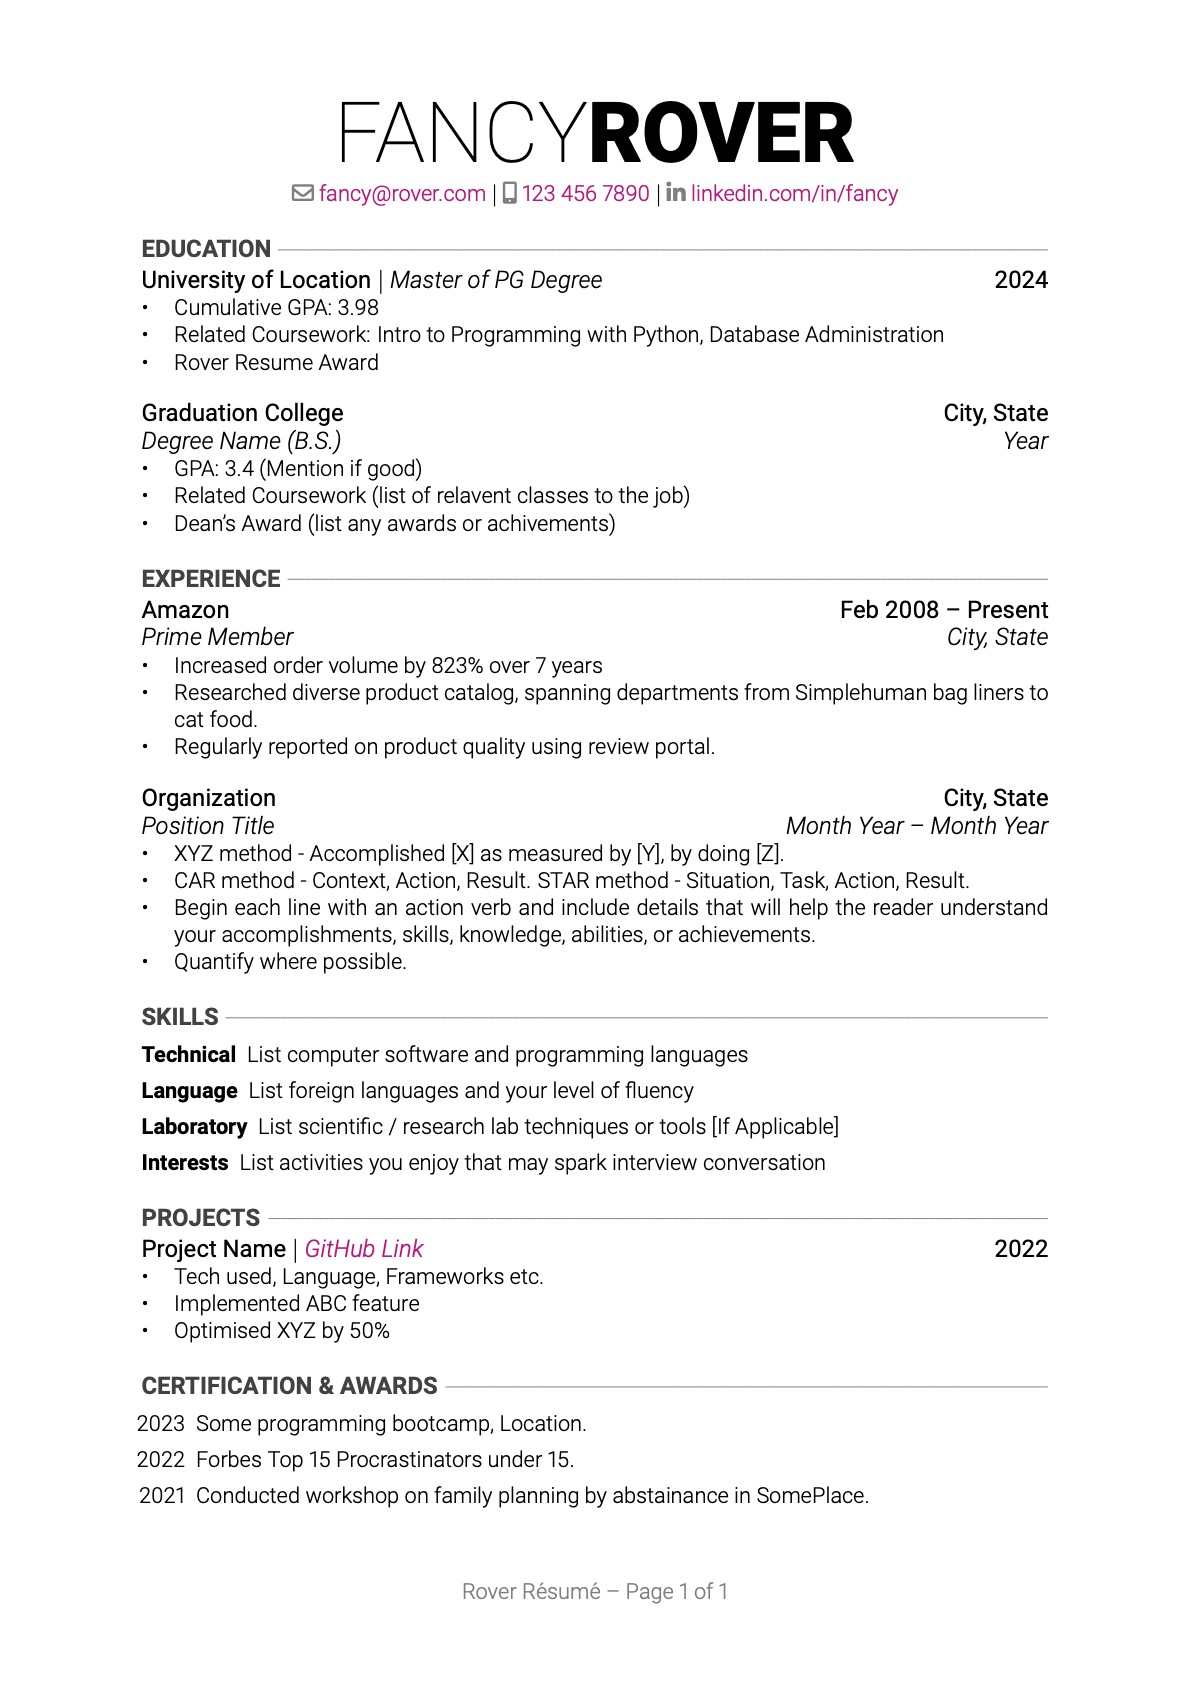 FANCYROVER
fancy@rover.com | 123 456 7890 | linkedin.com/in/fancy
EDUCATION
University of Location | Master of PG Degree 2024
• Cumulative GPA: 3.98
• Related Coursework: Intro to Programming with Python, Database Administration
• Rover Resume Award
Graduation College City, State
Degree Name (B.S.) Year
• GPA: 3.4 (Mention if good)
• Related Coursework (list of relavent classes to the job)
• Dean’s Award (list any awards or achivements)
EXPERIENCE
Amazon Feb 2008 – Present
Prime Member City, State
• Increased order volume by 823% over 7 years
• Researched diverse product catalog, spanning departments from Simplehuman bag liners to
cat food.
• Regularly reported on product quality using review portal.
Organization City, State
Position Title Month Year – Month Year
• XYZ method - Accomplished [X] as measured by [Y], by doing [Z].
• CAR method - Context, Action, Result. STAR method - Situation, Task, Action, Result.
• Begin each line with an action verb and include details that will help the reader understand
your accomplishments, skills, knowledge, abilities, or achievements.
• Quantify where possible.
SKILLS
Technical List computer software and programming languages
Language List foreign languages and your level of fluency
Laboratory List scientific / research lab techniques or tools [If Applicable]
Interests List activities you enjoy that may spark interview conversation
PROJECTS
Project Name | GitHub Link 2022
• Tech used, Language, Frameworks etc.
• Implemented ABC feature
• Optimised XYZ by 50%
CERTIFICATION & AWARDS
2023 Some programming bootcamp, Location.
2022 Forbes Top 15 Procrastinators under 15.
2021 Conducted workshop on family planning by abstainance in SomePlace.
Rover Résumé – Page 1 of 1